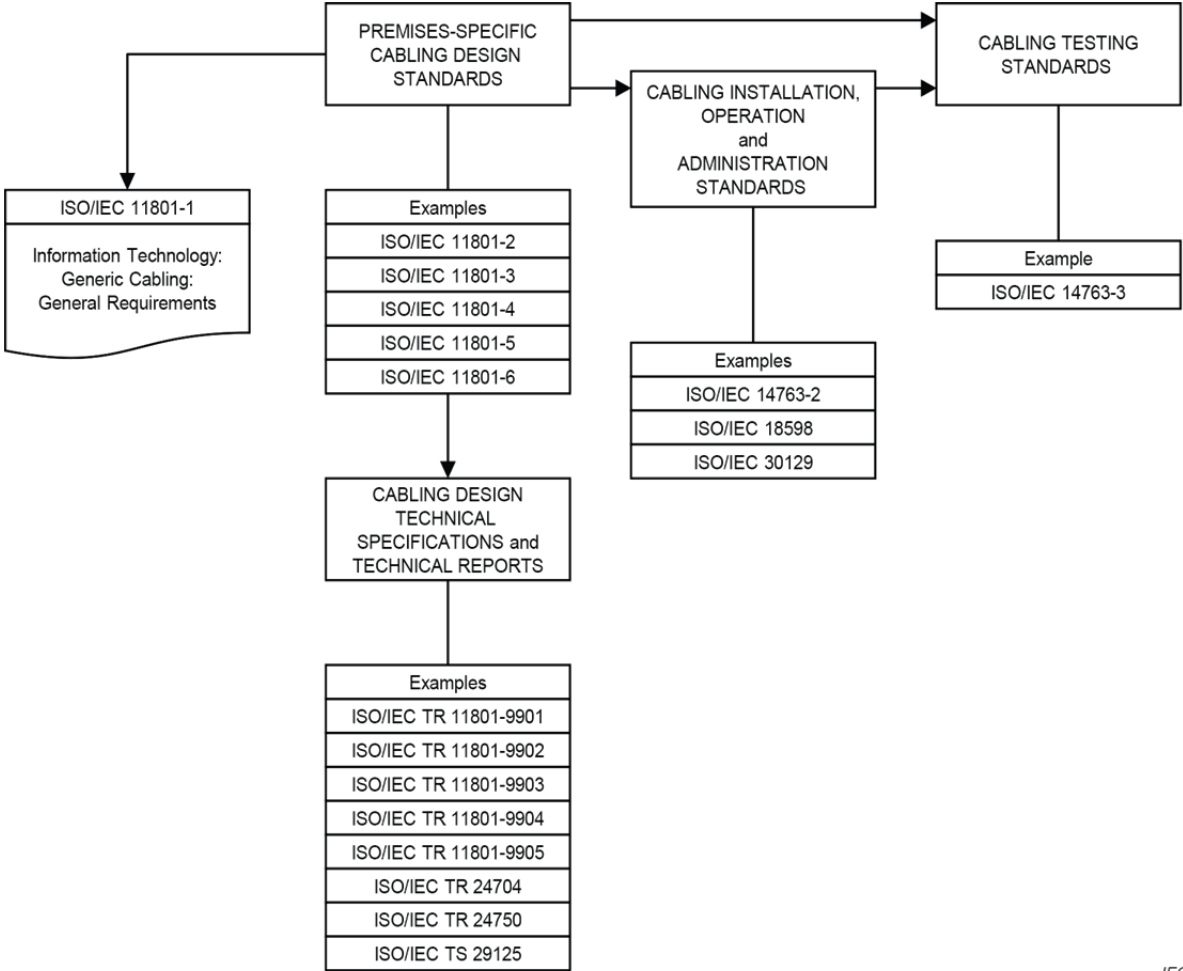 PREMISES-SPECIFIC
CABLING DESIGN
STANDARDS
CABLING TESTING
STANDARDS
CABLING INSTALLATION,
OPERATION
and
ADMINISTRATION
STANDARDS
ISO/IEC 11801-1
Information Technology:
Generic Cabling:
General Requirements
Examples
ISO/IEC 11801-2
ISO/IEC 11801-3
ISO/IEC 11801-4
ISO/IEC 11801-5
ISO/IEC 11801-6
Example
ISO/IEC 14763-3
Examples
ISO/IEC 14763-2
ISO/IEC 18598
ISO/IEC 30129
CABLING DESIGN
TECHNICAL
SPECIFICATIONS and
TECHNICAL REPORTS
Examples
ISO/IEC TR 11801-9901
ISO/IEC TR 11801-9902
ISO/IEC TR 11801-9903
ISO/IEC TR 11801-9904
ISO/IEC TR 11801-9905
ISO/IEC TR 24704
ISO/IEC TR 24750
ISO/IEC TS 29125